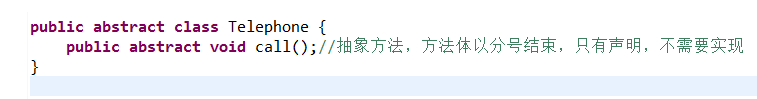 public abstract class Telephone {
    public abstract void call();//抽象方法，方法体以分号结束，只有声明，不需要实现
}